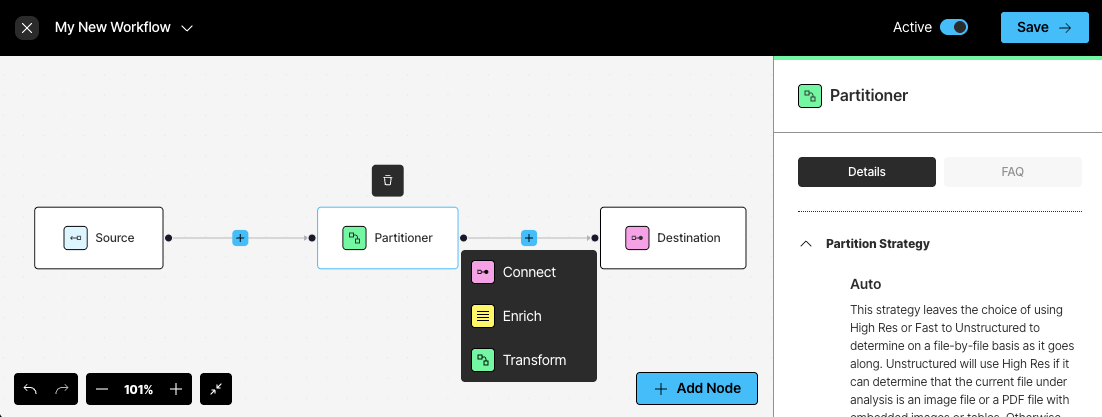 My New Workflow
Active
Save
Partitioner
Details
FAQ
Source
Partitioner
Destination
Connect
Enrich
Transform
Partition Strategy
Auto
This strategy leaves the choice of using
High Res or Fast to Unstructured to
determine on a file-by-file basis as it goes
along. Unstructured will use High Res if it
can determine that the current file under
analysis is an image file or a PDF file with
embedded images or tables. Otherwise
101%
Add Node